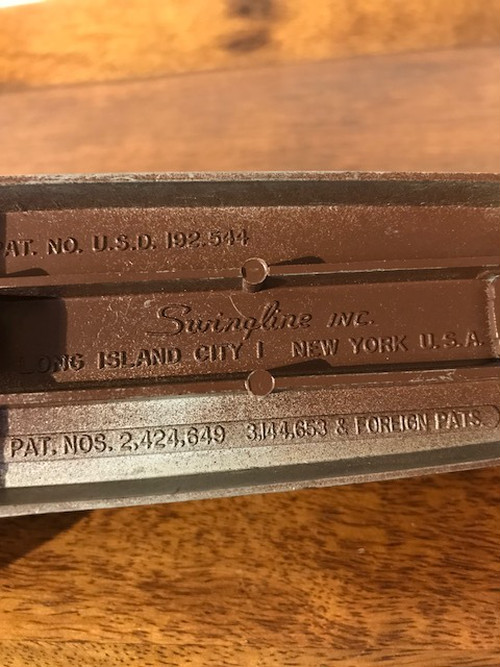 PAT. NO. U.S.D. 192.544
Swingline INC.
LONG ISLAND CITY 1 NEW YORK U.S.A.
PAT. NOS. 2,424,649 3,144,653 & FOREIGN PATS.